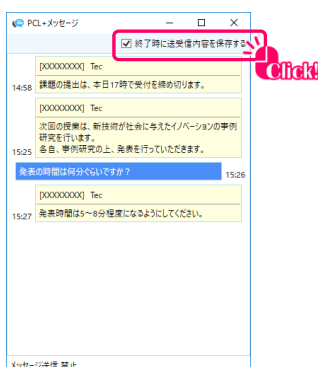 PCL+メッセージ
終了時に送受信内容を保存する
Click!
[XXXXXXXX] Tec
14:58 課題の提出は、本日17時で受付を締め切ります。
[XXXXXXXX] Tec
次回の授業は、新技術が社会に与えたイノベーションの事例
研究を行います。
15:25 各自、事例研究の上、発表を行っていただきます。
発表の時間は何分ぐらいですか? 15:26
[XXXXXXXX] Tec
15:27 発表時間は5~8分程度になるようにしてください。
メッセージ送信 禁止